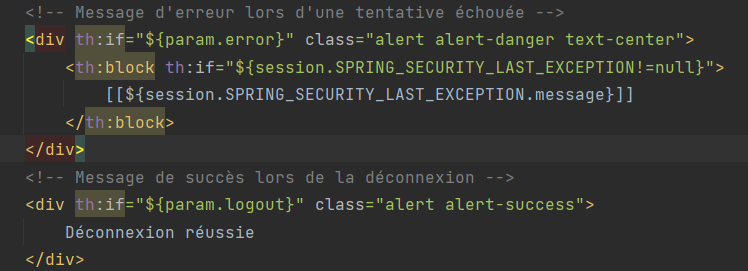 <!-- Message d'erreur lors d'une tentative échouée -->
<div th:if="${param.error}" class="alert alert-danger text-center">
<th:block th:if="${session.SPRING_SECURITY_LAST_EXCEPTION!=null}">
[[${session.SPRING_SECURITY_LAST_EXCEPTION.message}]]
</th:block>
</div>
<!-- Message de succès lors de la déconnexion -->
<div th:if="${param.logout}" class="alert alert-success">
Déconnexion réussie
</div>